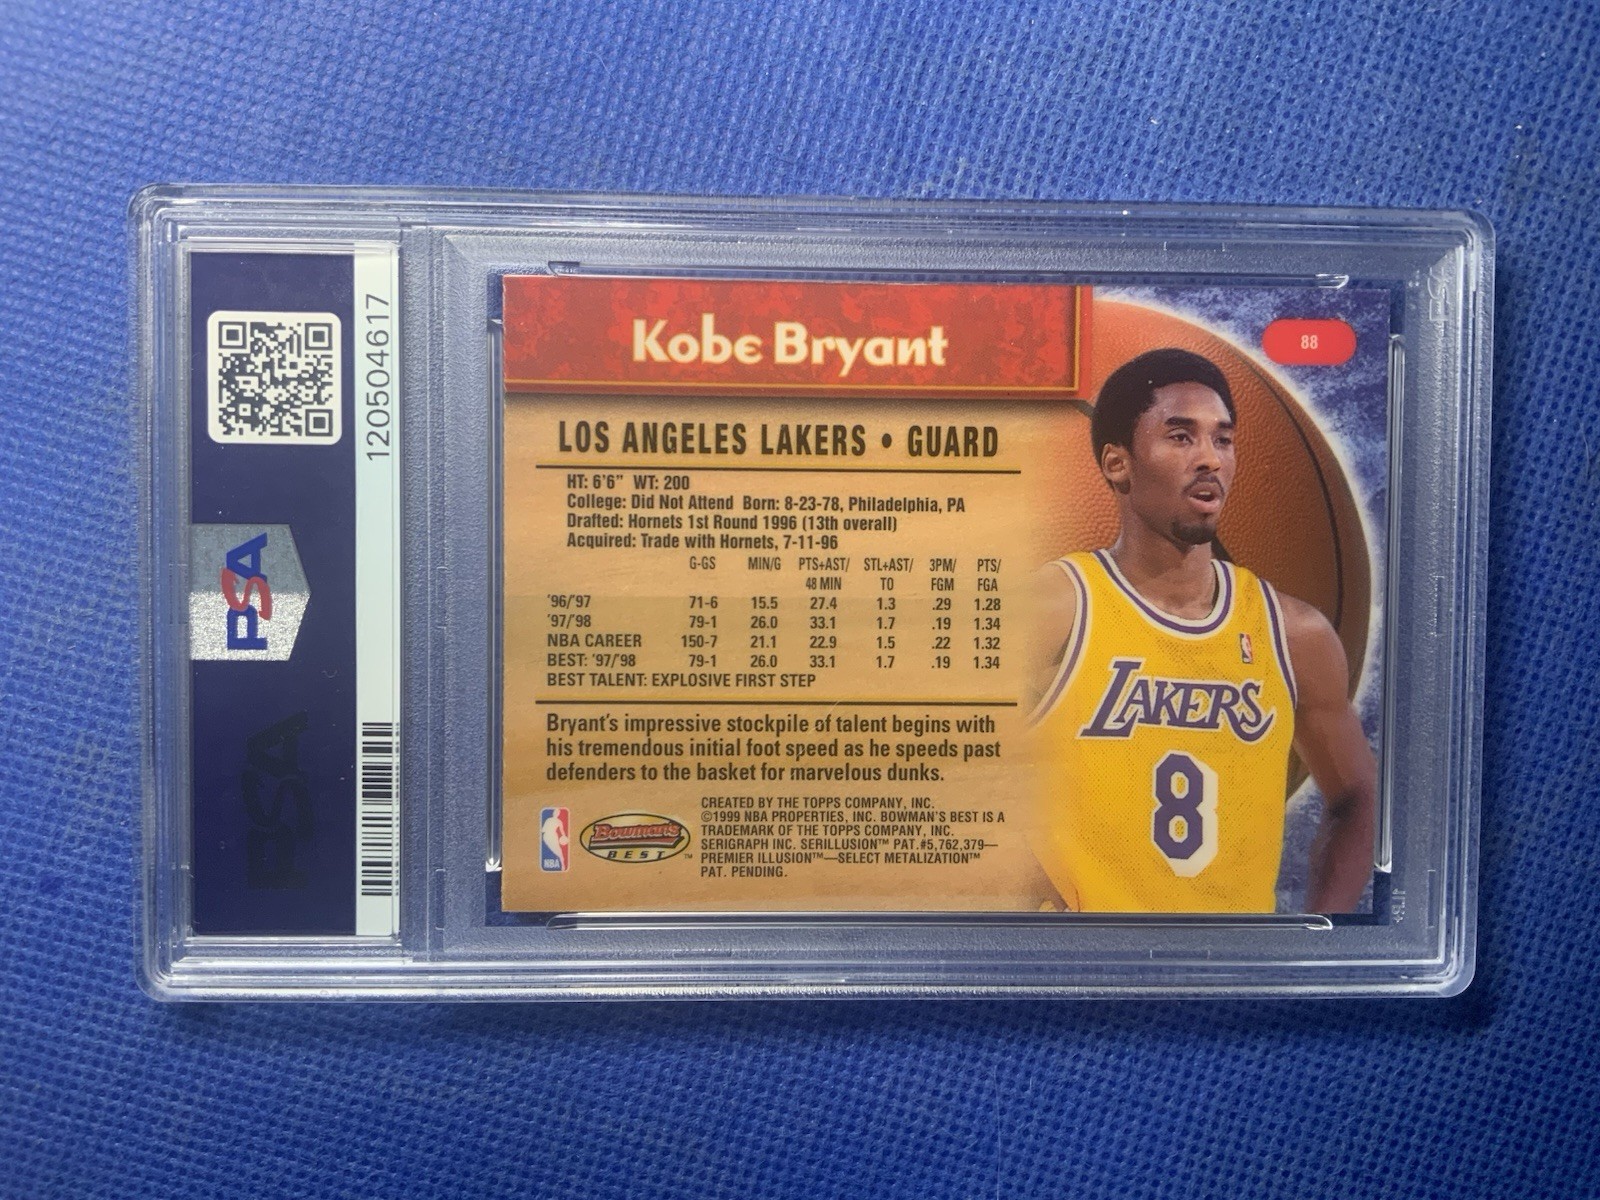 120504617
PSA
PSA
Kobe Bryant
88
LOS ANGELES LAKERS • GUARD
HT: 6'6" WT: 200
College: Did Not Attend Born: 8-23-78, Philadelphia, PA
Drafted: Hornets 1st Round 1996 (13th overall)
Acquired: Trade with Hornets, 7-11-96
G-GS MIN/G PTS+AST/ STL+AST/ 3PM/ PTS/
48 MIN TO FGM FGA
'96/'97 71-6 15.5 27.4 1.3 .29 1.28
'97/'98 79-1 26.0 33.1 1.7 .19 1.34
NBA CAREER 150-7 21.1 22.9 1.5 .22 1.32
BEST: '97/'98 79-1 26.0 33.1 1.7 .19 1.34
BEST TALENT: EXPLOSIVE FIRST STEP
Bryant's impressive stockpile of talent begins with
his tremendous initial foot speed as he speeds past
defenders to the basket for marvelous dunks.
NBA
Bowman's
BEST™
CREATED BY THE TOPPS COMPANY, INC.
©1999 NBA PROPERTIES, INC. BOWMAN'S BEST IS A
TRADEMARK OF THE TOPPS COMPANY, INC.
SERIGRAPH INC. SERILLUSION™ PAT.#5,762,379—
PREMIER ILLUSION™—SELECT METALIZATION™
PAT. PENDING.
LAKERS
8